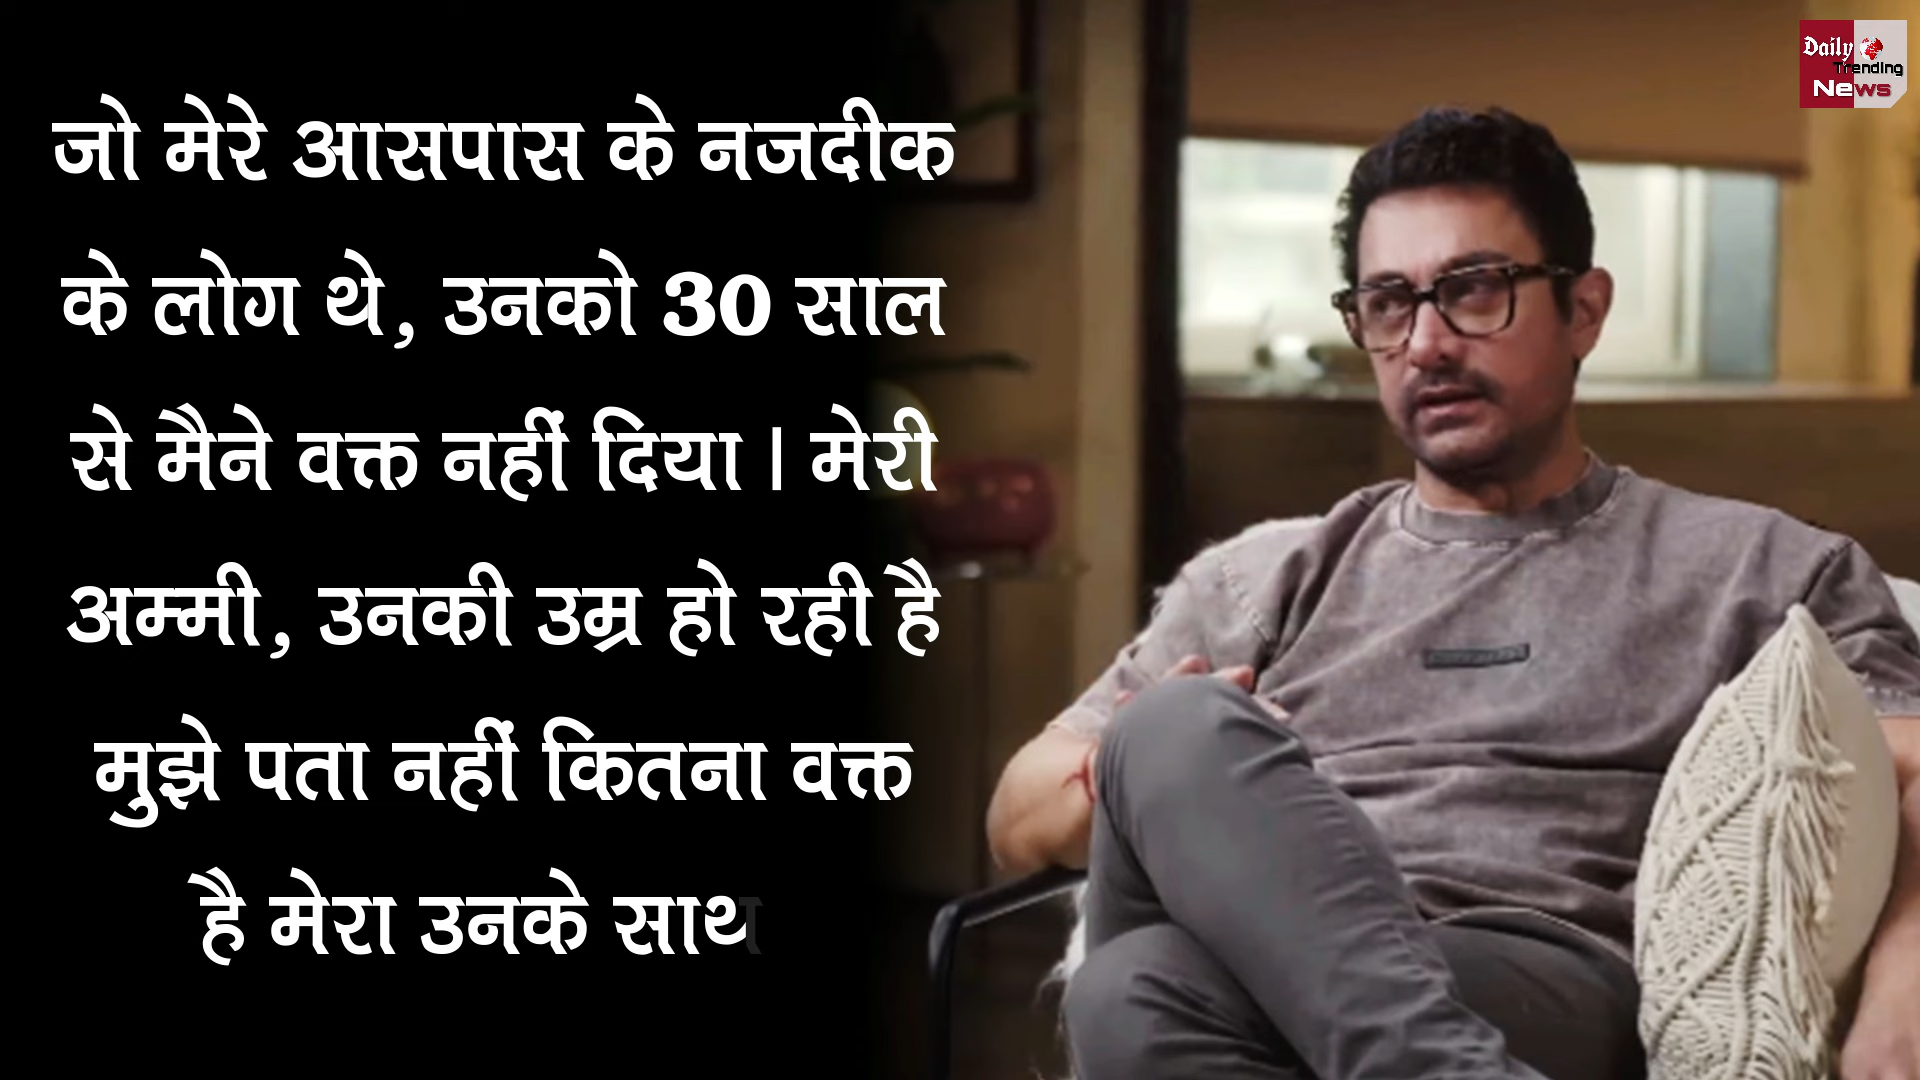 जो मेरे आसपास के नजदीक
के लोग थे, उनको 30 साल
से मैने वक्त नहीं दिया | मेरी
अम्मी, उनकी उम्र हो रही है
मुझे पता नहीं कितना वक्त
है मेरा उनके साथ
Daily
Trending
News